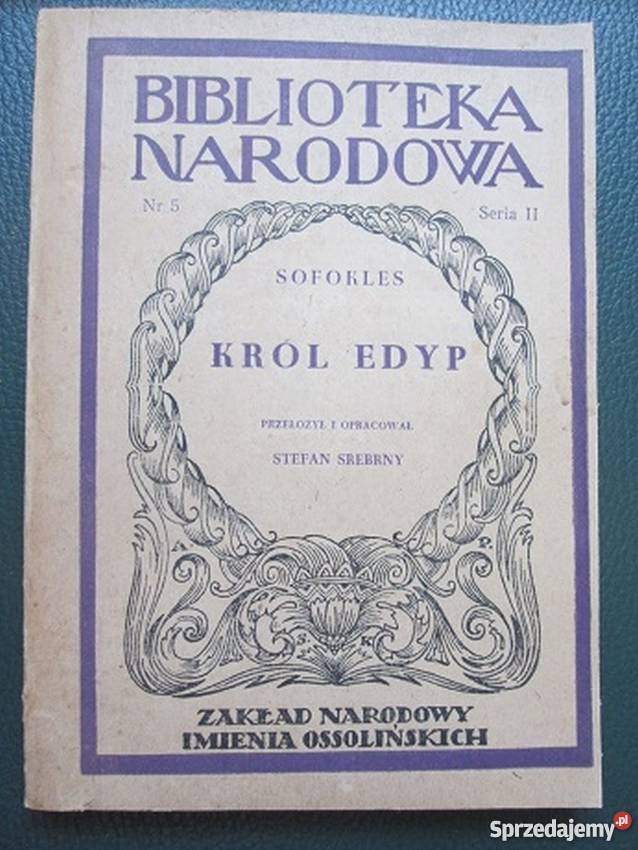 BIBLIOTEKA
NARODOWA
Nr 5 Seria II
SOFOKLES
KRÓL EDYP
PRZEŁOŻYŁ I OPRACOWAŁ
STEFAN SREBRNY
A. P.
S. K.
ZAKŁAD NARODOWY
IMIENIA OSSOLIŃSKICH
Sprzedajemy.pl